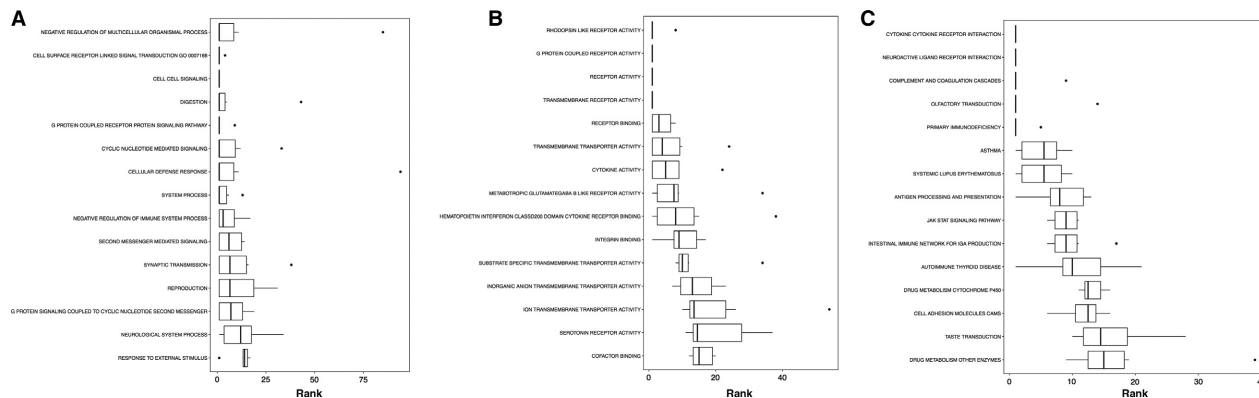 A
NEGATIVE REGULATION OF MULTICELLULAR ORGANISMAL PROCESS
CELL SURFACE RECEPTOR LINKED SIGNAL TRANSDUCTION GO 0007166
CELL CELL SIGNALING
DIGESTION
G PROTEIN COUPLED RECEPTOR PROTEIN SIGNALING PATHWAY
CYCLIC NUCLEOTIDE MEDIATED SIGNALING
CELLULAR DEFENSE RESPONSE
SYSTEM PROCESS
NEGATIVE REGULATION OF IMMUNE SYSTEM PROCESS
SECOND MESSENGER MEDIATED SIGNALING
SYNAPTIC TRANSMISSION
REPRODUCTION
G PROTEIN SIGNALING COUPLED TO CYCLIC NUCLEOTIDE SECOND MESSENGER
NEUROLOGICAL SYSTEM PROCESS
RESPONSE TO EXTERNAL STIMULUS
0 25 50 75
Rank
B
RHODOPSIN LIKE RECEPTOR ACTIVITY
G PROTEIN COUPLED RECEPTOR ACTIVITY
RECEPTOR ACTIVITY
TRANSMEMBRANE RECEPTOR ACTIVITY
RECEPTOR BINDING
TRANSMEMBRANE TRANSPORTER ACTIVITY
CYTOKINE ACTIVITY
METABOTROPIC GLUTAMATEGABA B LIKE RECEPTOR ACTIVITY
HEMATOPOIETIN INTERFERON CLASSD200 DOMAIN CYTOKINE RECEPTOR BINDING
INTEGRIN BINDING
SUBSTRATE SPECIFIC TRANSMEMBRANE TRANSPORTER ACTIVITY
INORGANIC ANION TRANSMEMBRANE TRANSPORTER ACTIVITY
ION TRANSMEMBRANE TRANSPORTER ACTIVITY
SEROTONIN RECEPTOR ACTIVITY
COFACTOR BINDING
0 20 40
Rank
C
CYTOKINE CYTOKINE RECEPTOR INTERACTION
NEUROACTIVE LIGAND RECEPTOR INTERACTION
COMPLEMENT AND COAGULATION CASCADES
OLFACTORY TRANSDUCTION
PRIMARY IMMUNODEFICIENCY
ASTHMA
SYSTEMIC LUPUS ERYTHEMATOSUS
ANTIGEN PROCESSING AND PRESENTATION
JAK STAT SIGNALING PATHWAY
INTESTINAL IMMUNE NETWORK FOR IGA PRODUCTION
AUTOIMMUNE THYROID DISEASE
DRUG METABOLISM CYTOCHROME P450
CELL ADHESION MOLECULES CAMS
TASTE TRANSDUCTION
DRUG METABOLISM OTHER ENZYMES
0 10 20 30
Rank